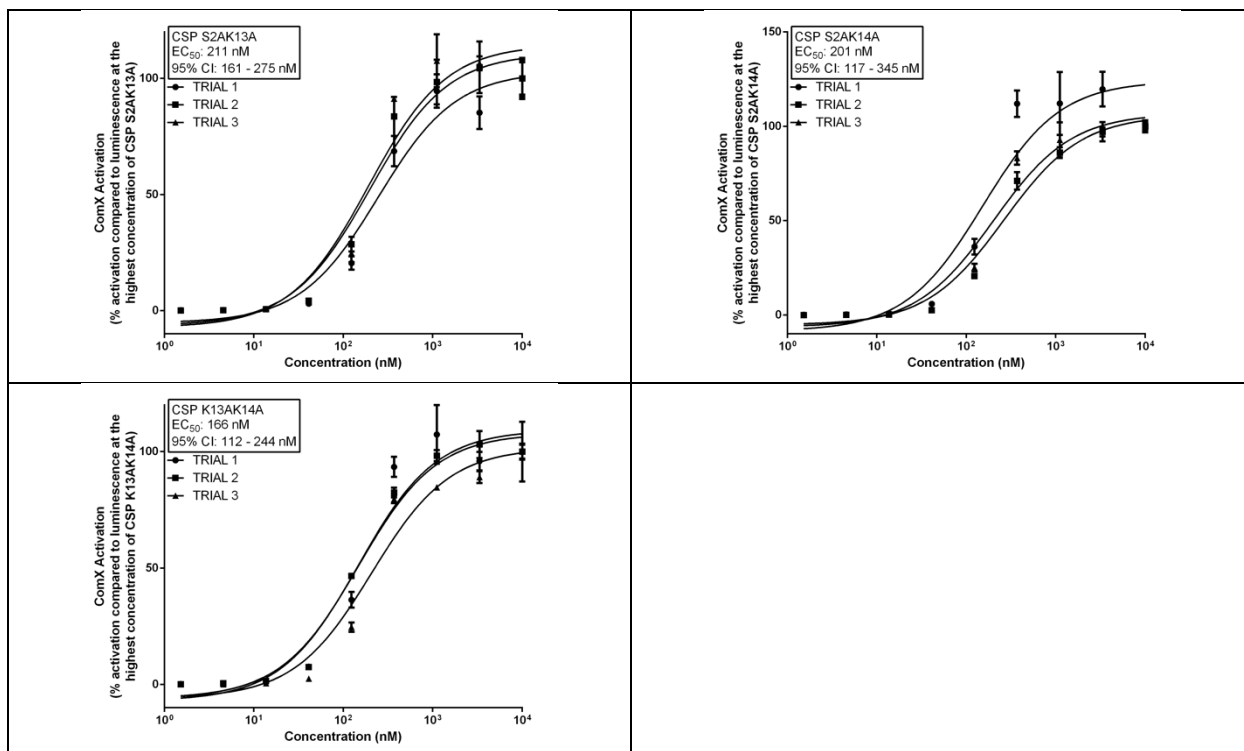 CSP S2AK13A
EC50: 211 nM
95% CI: 161 - 275 nM
TRIAL 1
TRIAL 2
TRIAL 3
ComX Activation
(% activation compared to luminescence at the
highest concentration of CSP S2AK13A)
100
50
0
10^0
10^1
10^2
10^3
10^4
Concentration (nM)
CSP S2AK14A
EC50: 201 nM
95% CI: 117 - 345 nM
TRIAL 1
TRIAL 2
TRIAL 3
ComX Activation
(% activation compared to luminescence at the
highest concentration of CSP S2AK14A)
150
100
50
0
10^0
10^1
10^2
10^3
10^4
Concentration (nM)
CSP K13AK14A
EC50: 166 nM
95% CI: 112 - 244 nM
TRIAL 1
TRIAL 2
TRIAL 3
ComX Activation
(% activation compared to luminescence at the
highest concentration of CSP K13AK14A)
100
50
0
10^0
10^1
10^2
10^3
10^4
Concentration (nM)